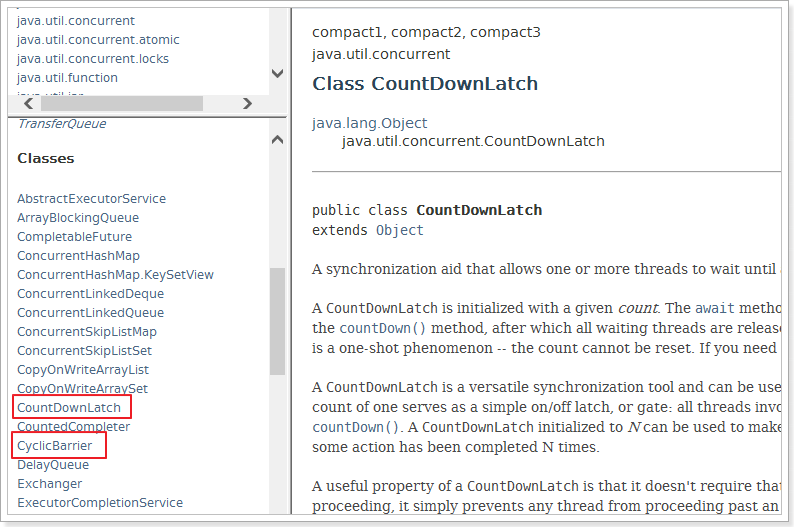 java.util.concurrent
java.util.concurrent.atomic
java.util.concurrent.locks
java.util.function
TransferQueue
Classes
AbstractExecutorService
ArrayBlockingQueue
CompletableFuture
ConcurrentHashMap
ConcurrentHashMap.KeySetView
ConcurrentLinkedDeque
ConcurrentLinkedQueue
ConcurrentSkipListMap
ConcurrentSkipListSet
CopyOnWriteArrayList
CopyOnWriteArraySet
CountDownLatch
CountedCompleter
CyclicBarrier
DelayQueue
Exchanger
ExecutorCompletionService
compact1, compact2, compact3
java.util.concurrent
Class CountDownLatch
java.lang.Object
java.util.concurrent.CountDownLatch
public class CountDownLatch
extends Object
A synchronization aid that allows one or more threads to wait until
A CountDownLatch is initialized with a given count. The await
the countDown() method, after which all waiting threads are
is a one-shot phenomenon -- the count cannot be reset. If you need
A CountDownLatch is a versatile synchronization tool and can be
count of one serves as a simple on/off latch, or gate: all threads
countDown(). A CountDownLatch initialized to N can be used to make
some action has been completed N times.
A useful property of a CountDownLatch is that it doesn't require
proceeding, it simply prevents any thread from proceeding past an